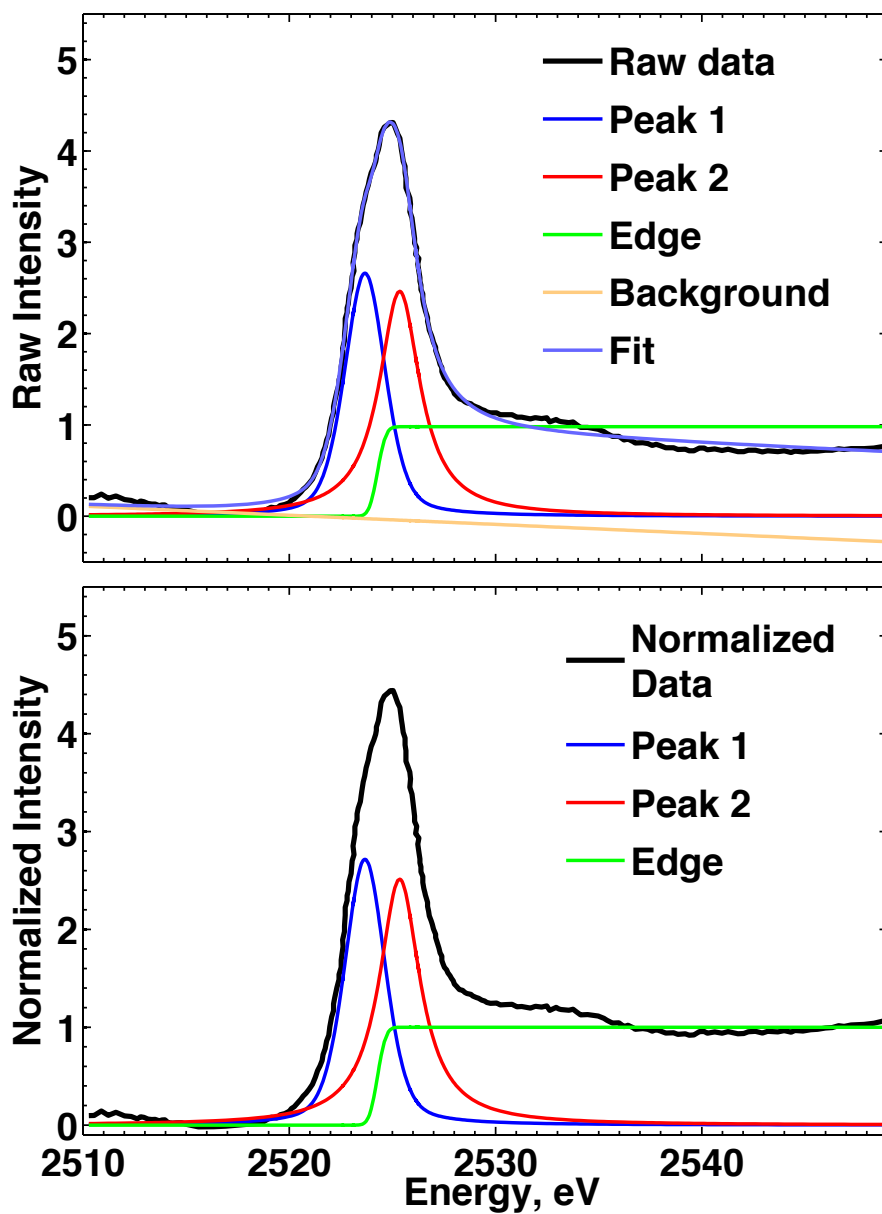 5
4
3
2
1
0
Raw Intensity
Raw data
Peak 1
Peak 2
Edge
Background
Fit
5
4
3
2
1
0
Normalized Intensity
Normalized
Data
Peak 1
Peak 2
Edge
2510
2520
2530
2540
Energy, eV